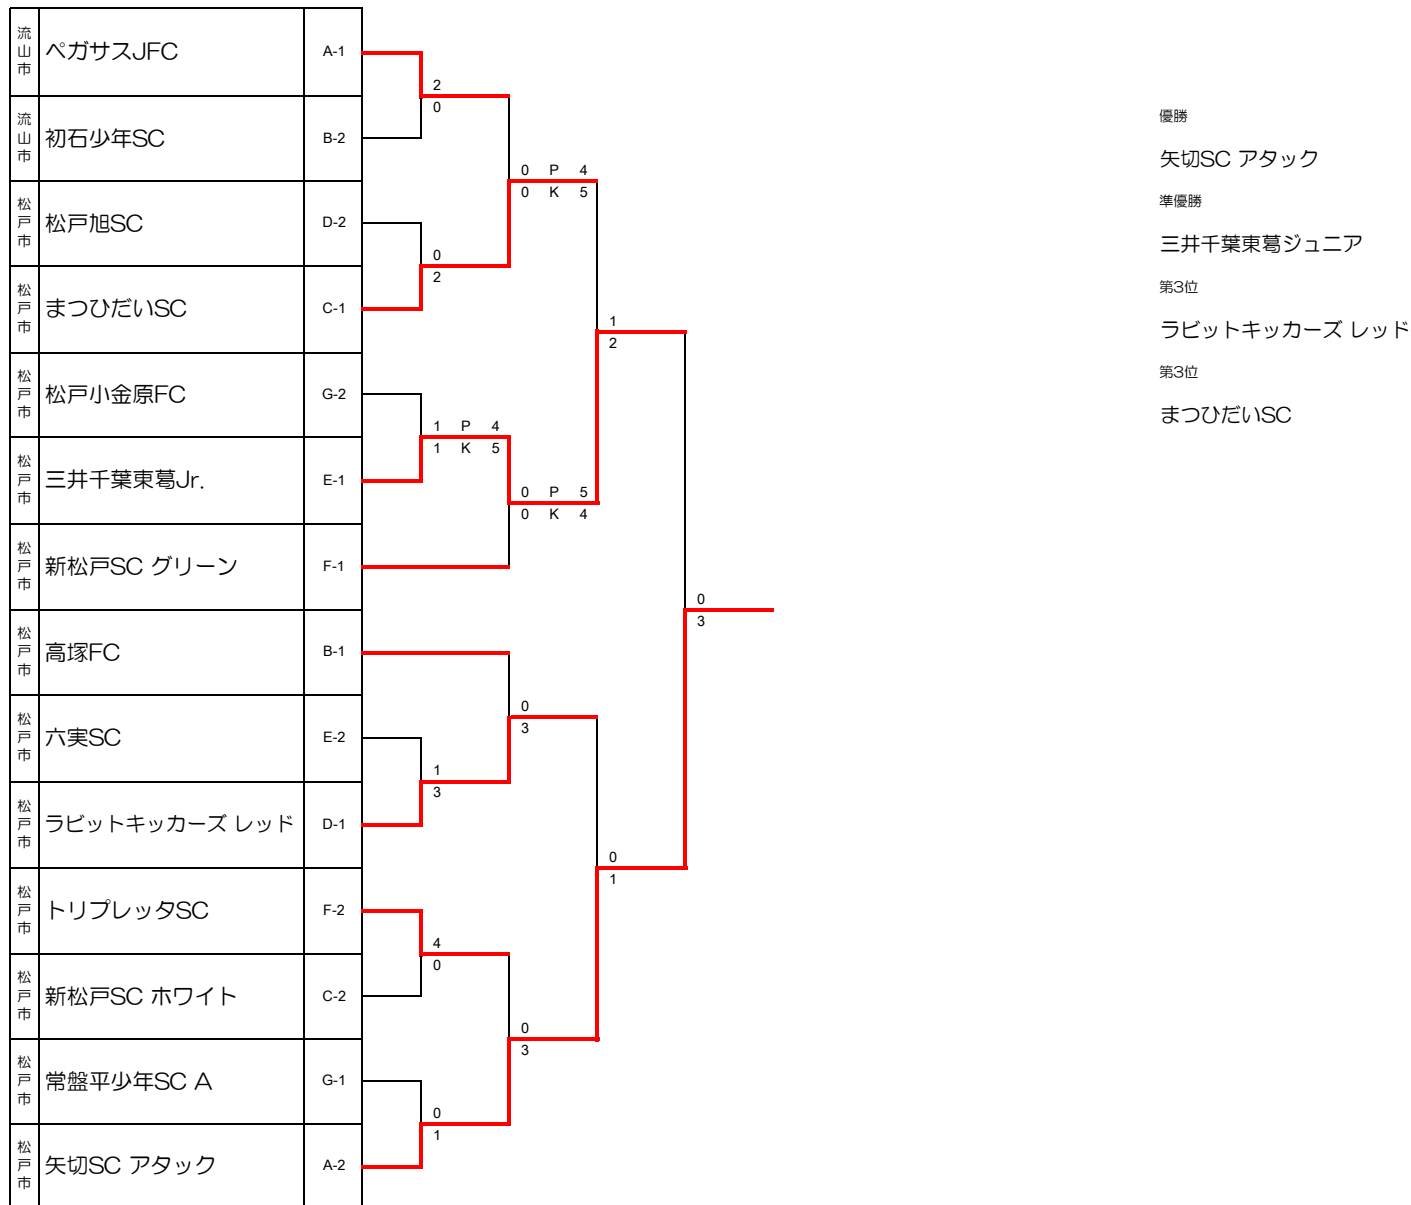 流山市 ペガサスJFC A-1
流山市 初石少年SC B-2
松戸市 松戸旭SC D-2
松戸市 まつひだいSC C-1
松戸市 松戸小金原FC G-2
松戸市 三井千葉東葛Jr. E-1
松戸市 新松戸SC グリーン F-1
松戸市 高塚FC B-1
松戸市 六実SC E-2
松戸市 ラビットキッカーズ レッド D-1
松戸市 トリプレッタSC F-2
松戸市 新松戸SC ホワイト C-2
松戸市 常盤平少年SC A G-1
松戸市 矢切SC アタック A-2
2
0
0
2
1 P 4
1 K 5
1
3
4
0
0
1
0 P 4
0 K 5
0 P 5
0 K 4
0
3
0
3
1
2
0
1
0
3
優勝
矢切SC アタック
準優勝
三井千葉東葛ジュニア
第3位
ラビットキッカーズ レッド
第3位
まつひだいSC